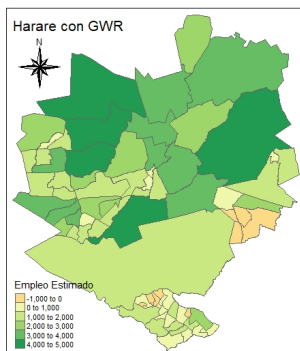 Harare con GWR
N
Empleo Estimado
-1,000 to 0
0 to 1,000
1,000 to 2,000
2,000 to 3,000
3,000 to 4,000
4,000 to 5,000